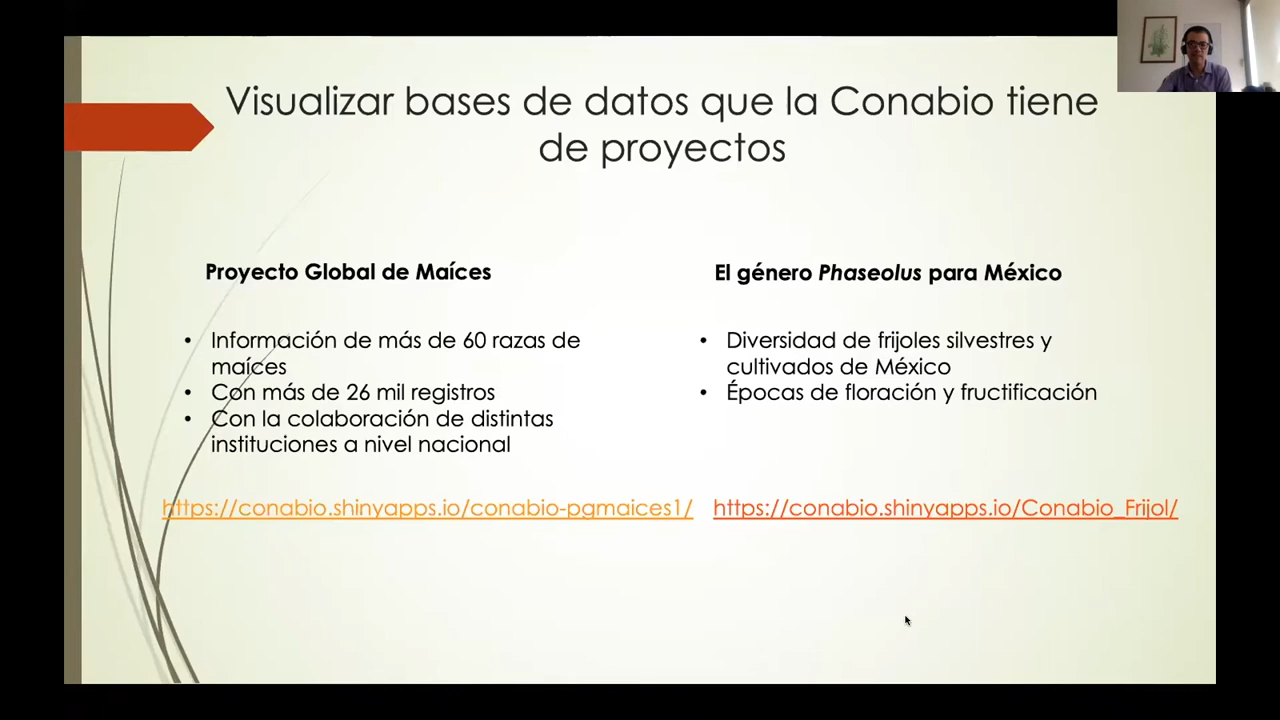 Visualizar bases de datos que la Conabio tiene
de proyectos
Proyecto Global de Maíces
• Información de más de 60 razas de
maíces
• Con más de 26 mil registros
• Con la colaboración de distintas
instituciones a nivel nacional
https://conabio.shinyapps.io/conabio-pgmaices1/
El género Phaseolus para México
• Diversidad de frijoles silvestres y
cultivados de México
• Épocas de floración y fructificación
https://conabio.shinyapps.io/Conabio_Frijol/